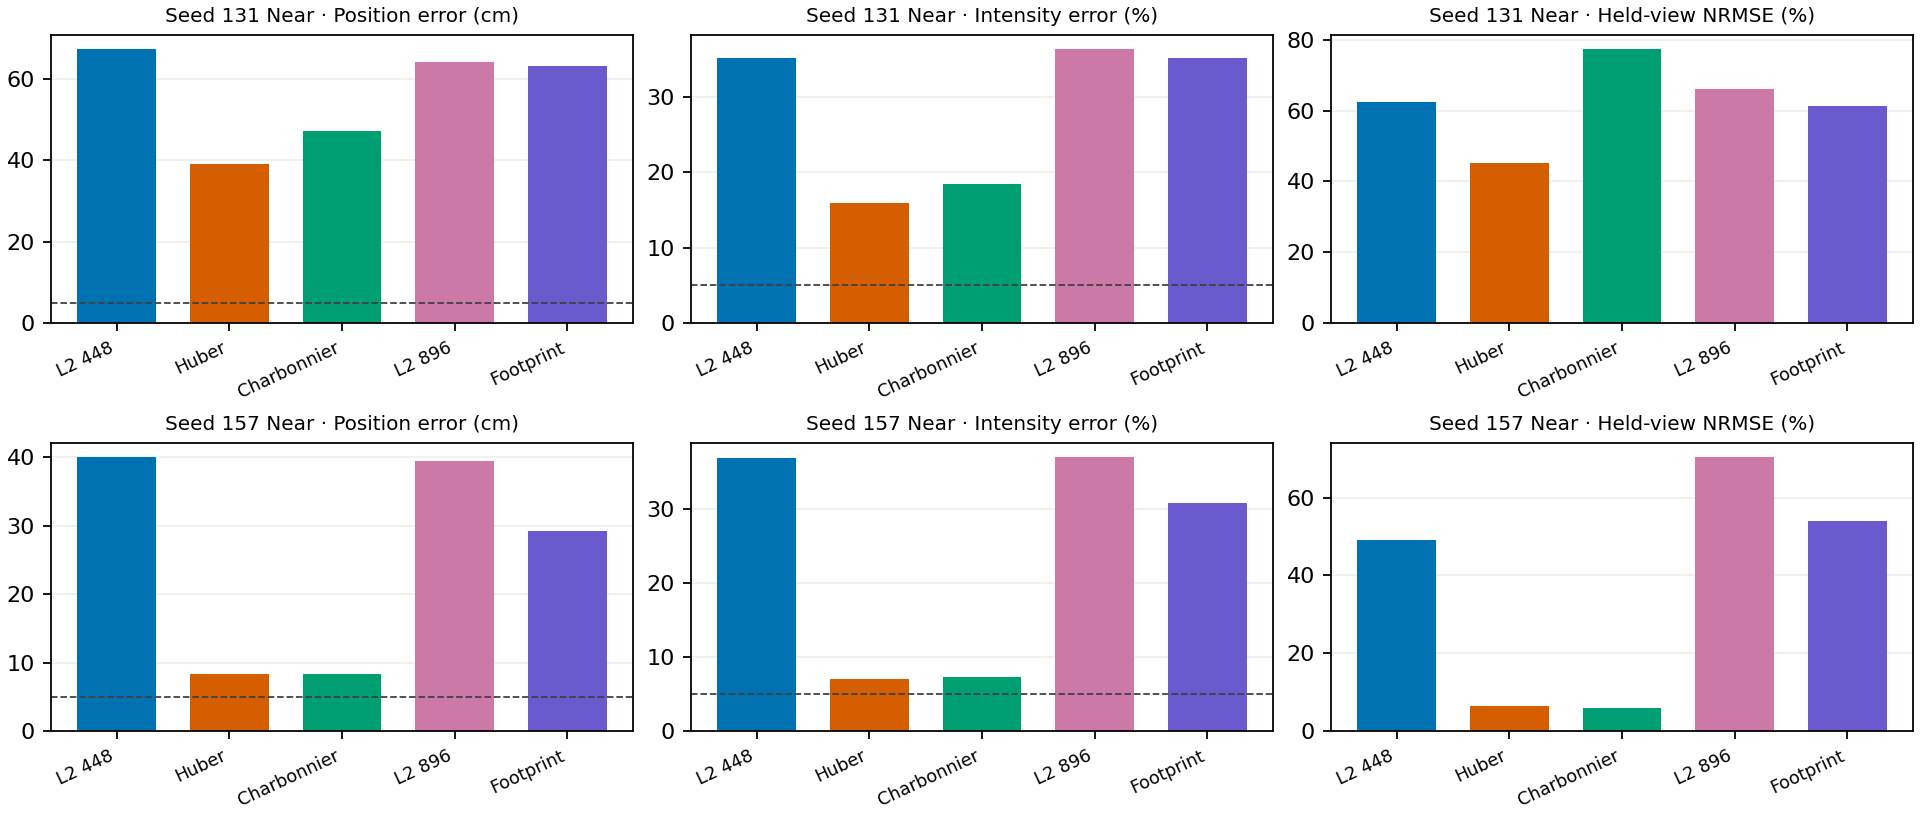 Seed 131 Near · Position error (cm)
60
40
20
0
L2 448
Huber
Charbonnier
L2 896
Footprint
Seed 131 Near · Intensity error (%)
30
20
10
0
L2 448
Huber
Charbonnier
L2 896
Footprint
Seed 131 Near · Held-view NRMSE (%)
80
60
40
20
0
L2 448
Huber
Charbonnier
L2 896
Footprint
Seed 157 Near · Position error (cm)
40
30
20
10
0
L2 448
Huber
Charbonnier
L2 896
Footprint
Seed 157 Near · Intensity error (%)
30
20
10
0
L2 448
Huber
Charbonnier
L2 896
Footprint
Seed 157 Near · Held-view NRMSE (%)
60
40
20
0
L2 448
Huber
Charbonnier
L2 896
Footprint